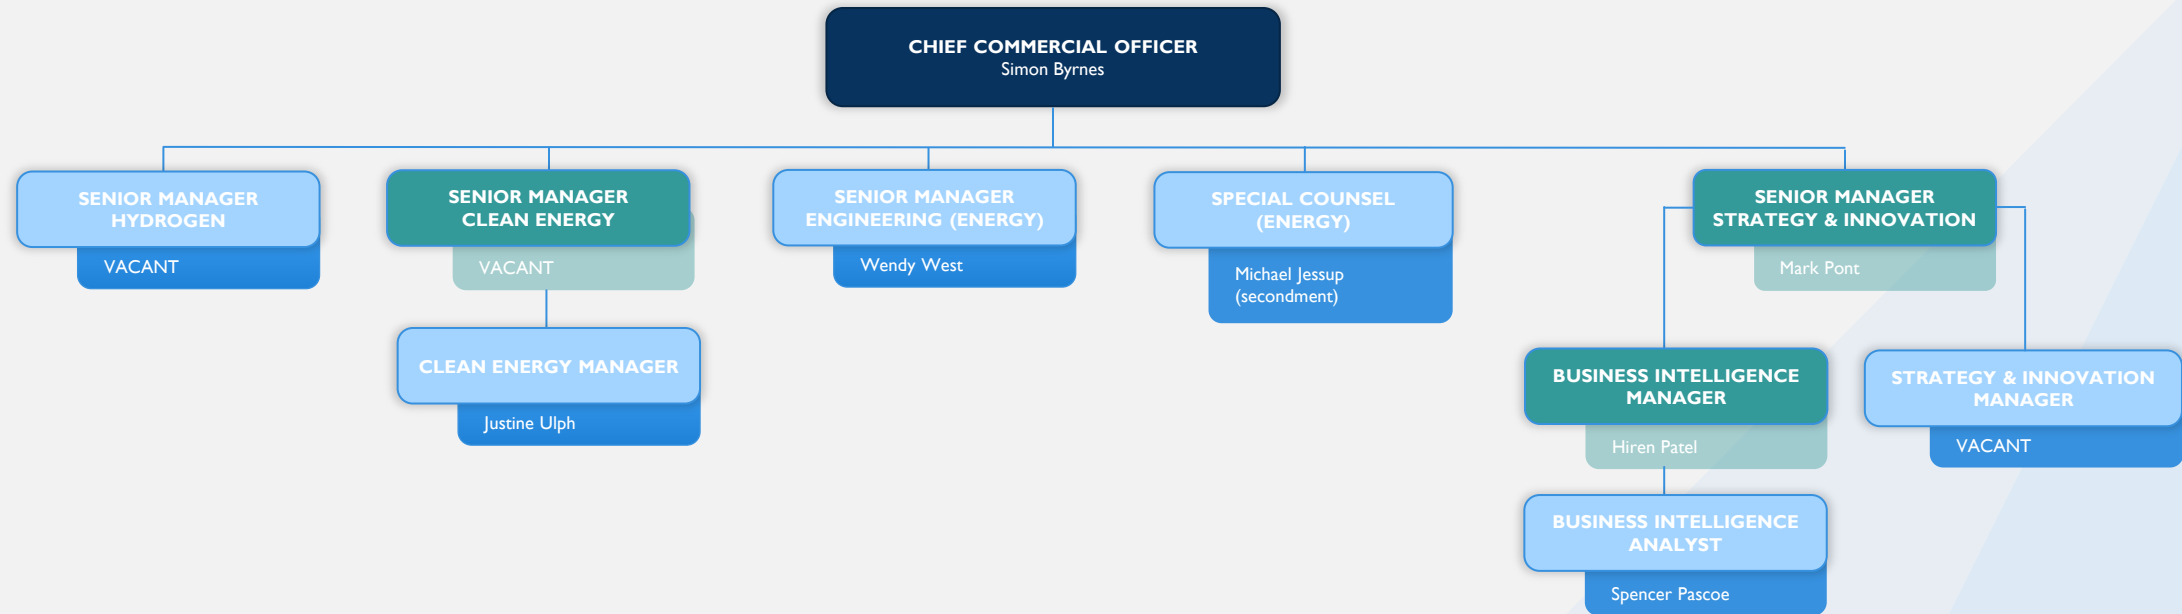 CHIEF COMMERCIAL OFFICER
Simon Byrnes
SENIOR MANAGER
HYDROGEN
VACANT
SENIOR MANAGER
CLEAN ENERGY
VACANT
CLEAN ENERGY MANAGER
Justine Ulph
SENIOR MANAGER
ENGINEERING (ENERGY)
Wendy West
SPECIAL COUNSEL
(ENERGY)
Michael Jessup
(secondment)
SENIOR MANAGER
STRATEGY & INNOVATION
Mark Pont
BUSINESS INTELLIGENCE
MANAGER
Hiren Patel
BUSINESS INTELLIGENCE
ANALYST
Spencer Pascoe
STRATEGY & INNOVATION
MANAGER
VACANT